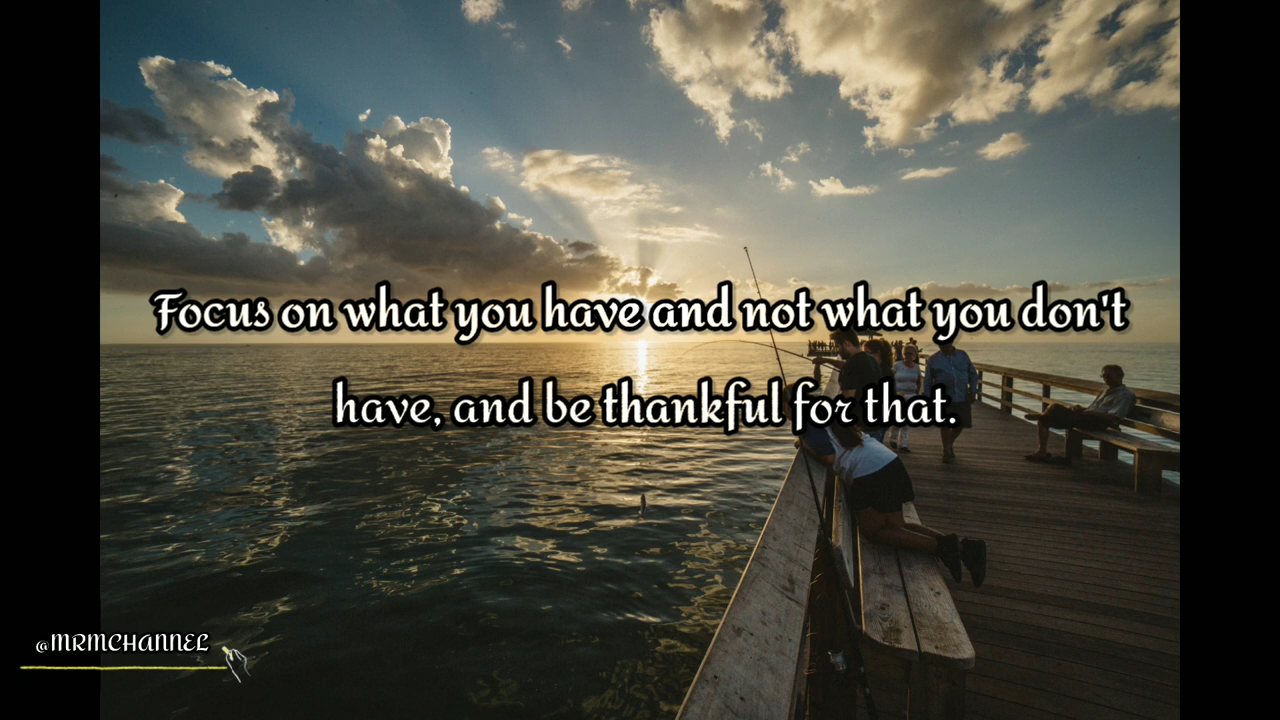 Focus on what you have and not what you don't
have, and be thankful for that.
@MRMCHANNEL